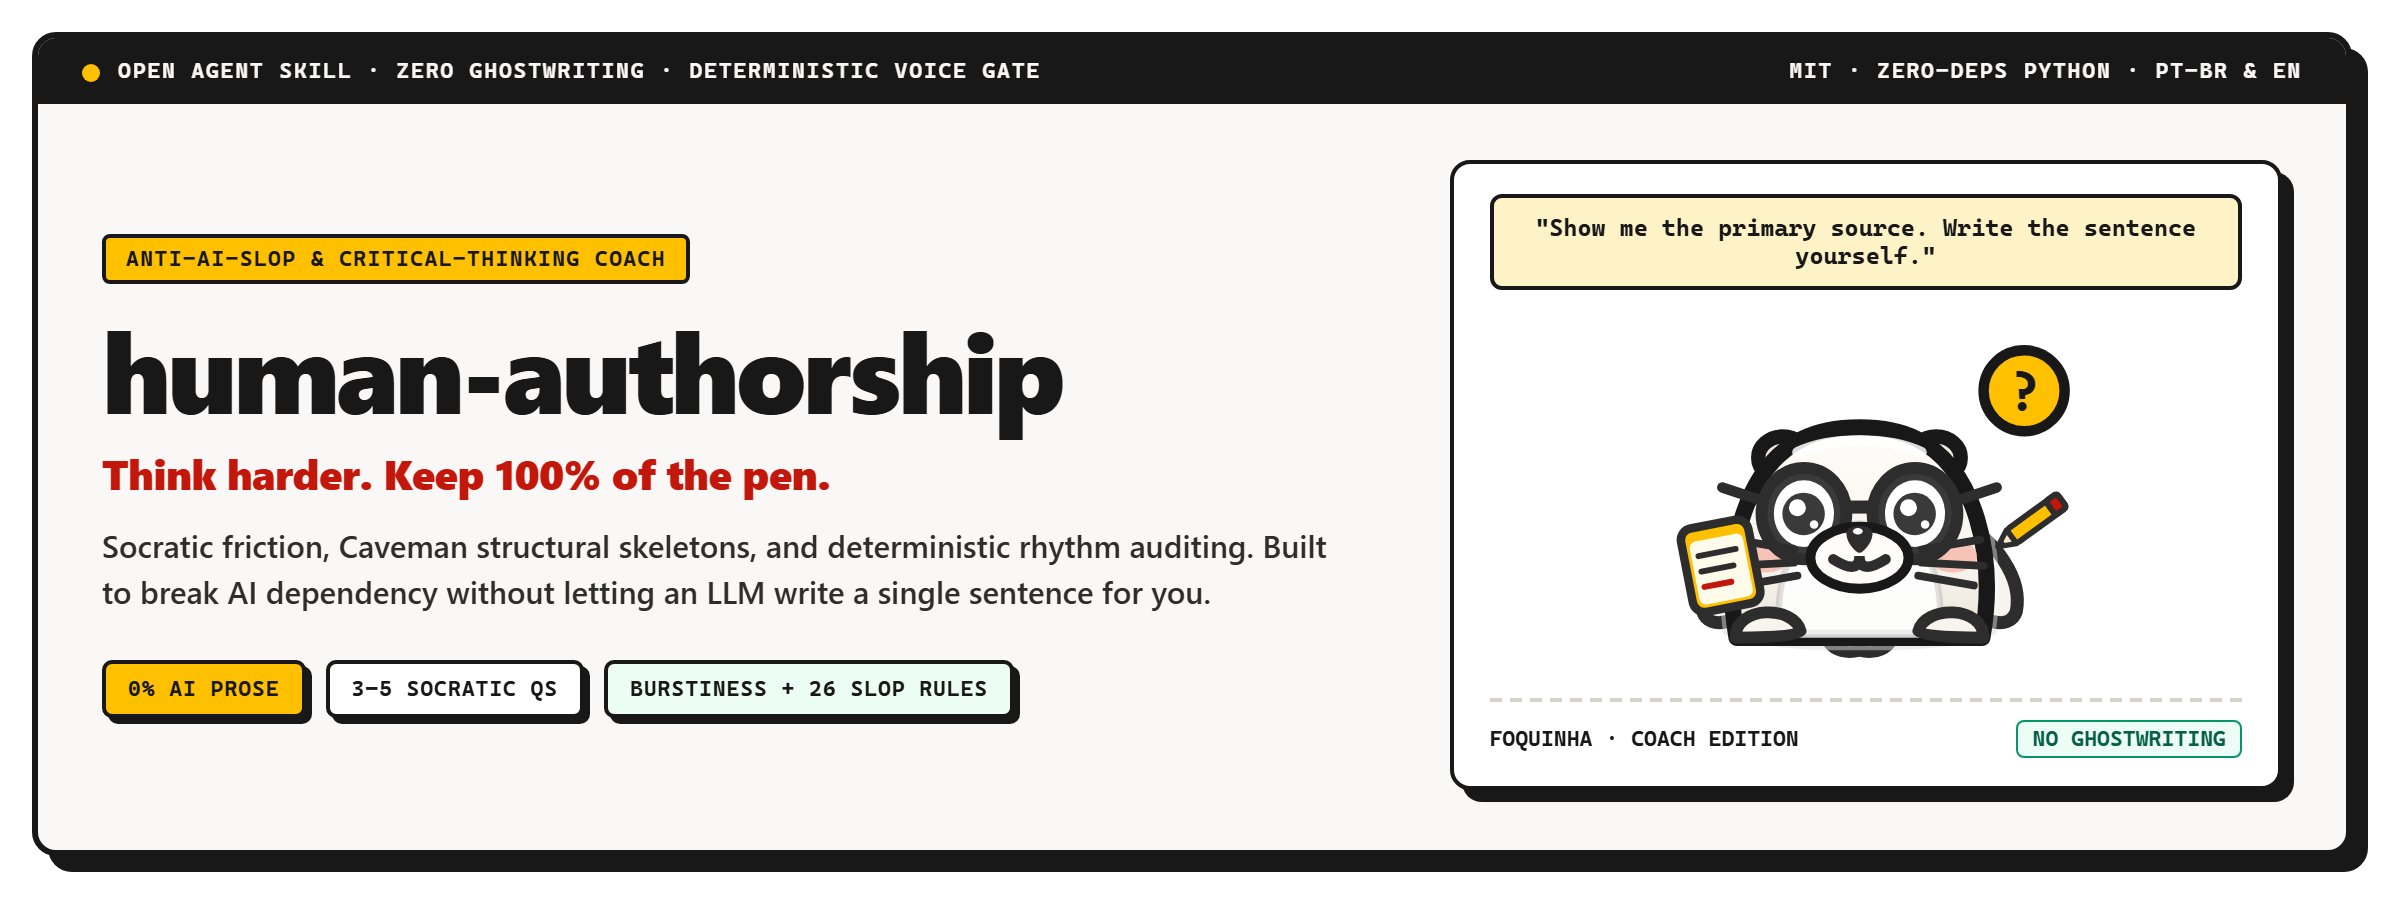 OPEN AGENT SKILL · ZERO GHOSTWRITING · DETERMINISTIC VOICE GATE
MIT · ZERO-DEPS PYTHON · PT-BR & EN
ANTI-AI-SLOP & CRITICAL-THINKING COACH
human-authorship
Think harder. Keep 100% of the pen.
Socratic friction, Caveman structural skeletons, and deterministic rhythm auditing. Built
to break AI dependency without letting an LLM write a single sentence for you.
0% AI PROSE
3-5 SOCRATIC QS
BURSTINESS + 26 SLOP RULES
"Show me the primary source. Write the sentence
yourself."
?
FOQUINHA · COACH EDITION
NO GHOSTWRITING